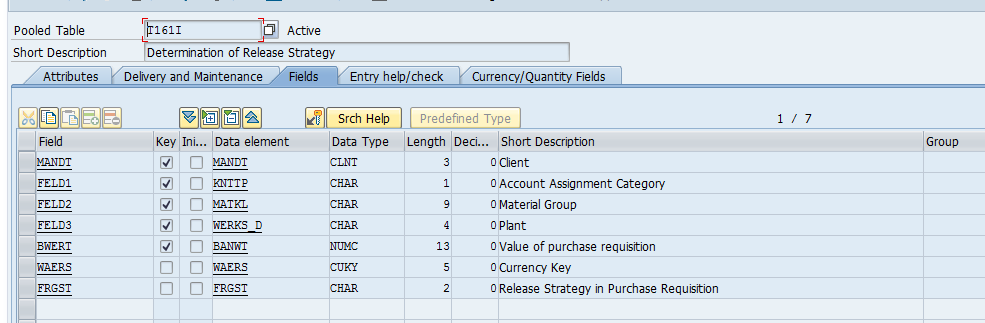 Pooled Table T161I Active
Short Description Determination of Release Strategy
Attributes Delivery and Maintenance Fields Entry help/check Currency/Quantity Fields
Srch Help Predefined Type 1 / 7
Field Key Ini... Data element Data Type Length Deci... Short Description Group
MANDT MANDT CLNT 3 0 Client
FELD1 KNTTP CHAR 1 0 Account Assignment Category
FELD2 MATKL CHAR 9 0 Material Group
FELD3 WERKS_D CHAR 4 0 Plant
BWERT BANWT NUMC 13 0 Value of purchase requisition
WAERS WAERS CUKY 5 0 Currency Key
FRGST FRGST CHAR 2 0 Release Strategy in Purchase Requisition